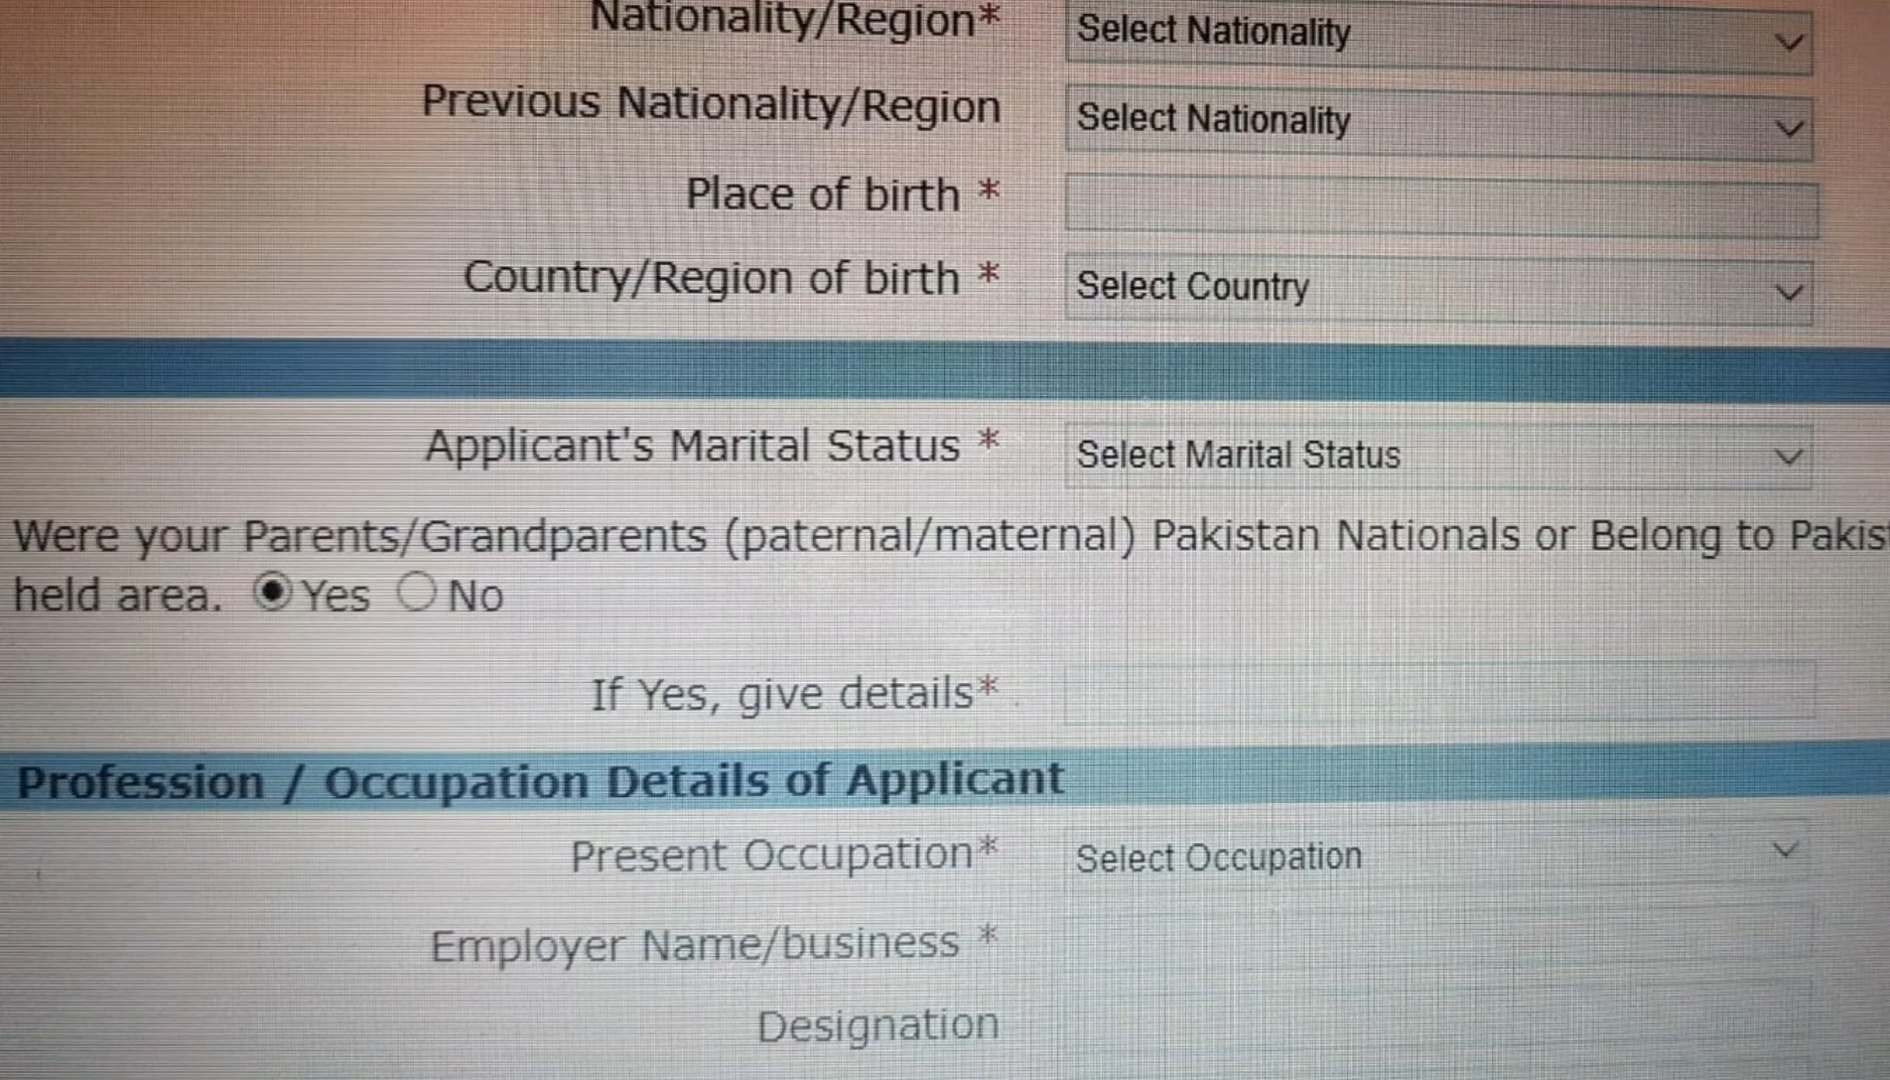 Nationality/Region* Select Nationality
Previous Nationality/Region Select Nationality
Place of birth *
Country/Region of birth * Select Country
Applicant's Marital Status * Select Marital Status
Were your Parents/Grandparents (paternal/maternal) Pakistan Nationals or Belong to Pakis
held area. Yes No
If Yes, give details*
Profession / Occupation Details of Applicant
Present Occupation* Select Occupation
Employer Name/business *
Designation